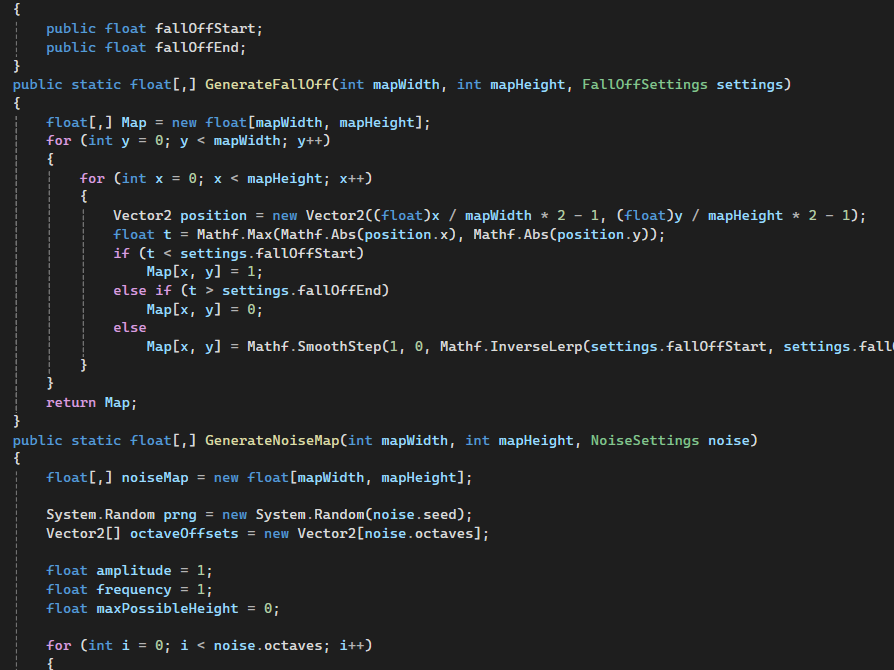 {
public float fallOffStart;
public float fallOffEnd;
}
public static float[,] GenerateFallOff(int mapWidth, int mapHeight, FallOffSettings settings)
{
float[,] Map = new float[mapWidth, mapHeight];
for (int y = 0; y < mapWidth; y++)
{
for (int x = 0; x < mapHeight; x++)
{
Vector2 position = new Vector2((float)x / mapWidth * 2 - 1, (float)y / mapHeight * 2 - 1);
float t = Mathf.Max(Mathf.Abs(position.x), Mathf.Abs(position.y));
if (t < settings.fallOffStart)
Map[x, y] = 1;
else if (t > settings.fallOffEnd)
Map[x, y] = 0;
else
Map[x, y] = Mathf.SmoothStep(1, 0, Mathf.InverseLerp(settings.fallOffStart, settings.fall
}
}
return Map;
}
public static float[,] GenerateNoiseMap(int mapWidth, int mapHeight, NoiseSettings noise)
{
float[,] noiseMap = new float[mapWidth, mapHeight];
System.Random prng = new System.Random(noise.seed);
Vector2[] octaveOffsets = new Vector2[noise.octaves];
float amplitude = 1;
float frequency = 1;
float maxPossibleHeight = 0;
for (int i = 0; i < noise.octaves; i++)
{